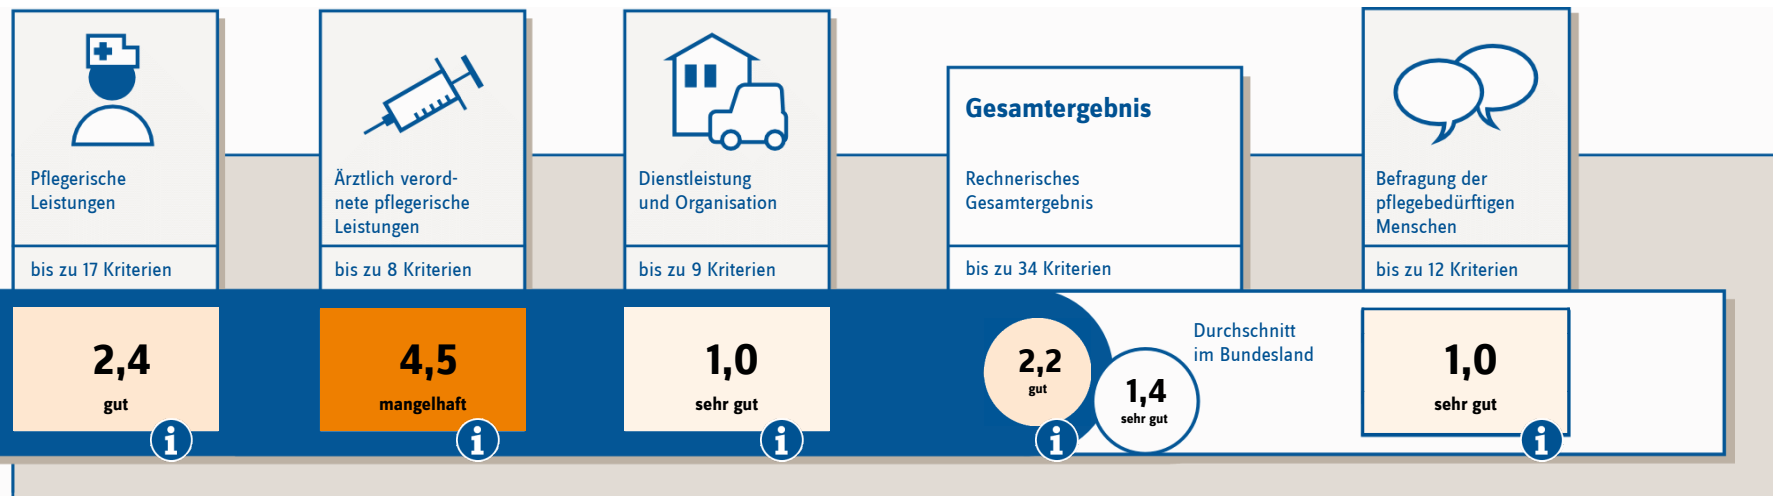 Pflegerische
Leistungen
bis zu 17 Kriterien
2,4
gut
i
Ärztlich verord-
nete pflegerische
Leistungen
bis zu 8 Kriterien
4,5
mangelhaft
i
Dienstleistung
und Organisation
bis zu 9 Kriterien
1,0
sehr gut
i
Gesamtergebnis
Rechnerisches
Gesamtergebnis
bis zu 34 Kriterien
2,2
gut
i
1,4
sehr gut
Durchschnitt
im Bundesland
Befragung der
pflegebedürftigen
Menschen
bis zu 12 Kriterien
1,0
sehr gut
i